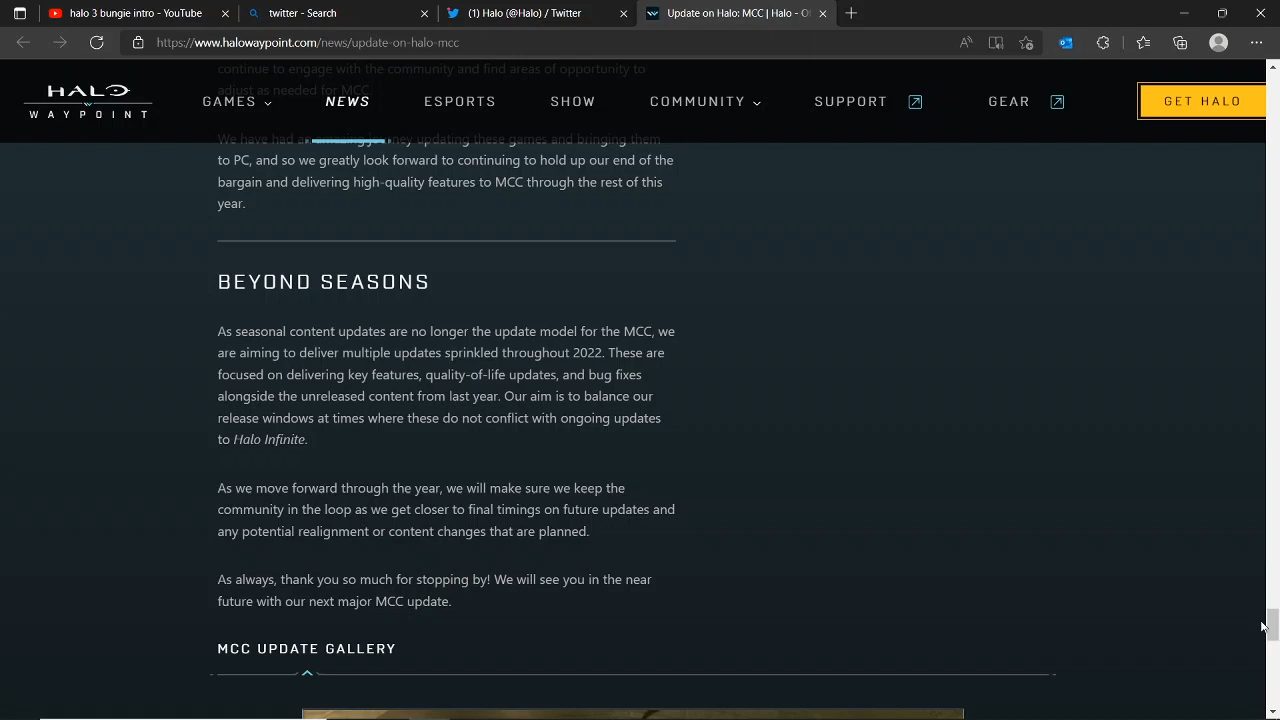 halo 3 bungie intro - YouTube
twitter - Search
(1) Halo (@Halo) / Twitter
Update on Halo: MCC | Halo - O
https://www.halowaypoint.com/news/update-on-halo-mcc
continue to engage with the community and find areas of opportunity to
adjust as needed for MCC.
HALO
WAYPOINT
GAMES
NEWS
ESPORTS
SHOW
COMMUNITY
SUPPORT
GEAR
GET HALO
We have had an amazing journey updating these games and bringing them
to PC, and so we greatly look forward to continuing to hold up our end of the
bargain and delivering high-quality features to MCC through the rest of this
year.
BEYOND SEASONS
As seasonal content updates are no longer the update model for the MCC, we
are aiming to deliver multiple updates sprinkled throughout 2022. These are
focused on delivering key features, quality-of-life updates, and bug fixes
alongside the unreleased content from last year. Our aim is to balance our
release windows at times where these do not conflict with ongoing updates
to Halo Infinite.
As we move forward through the year, we will make sure we keep the
community in the loop as we get closer to final timings on future updates and
any potential realignment or content changes that are planned.
As always, thank you so much for stopping by! We will see you in the near
future with our next major MCC update.
MCC UPDATE GALLERY